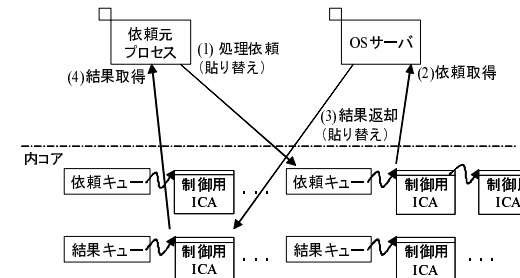 依頼元
プロセス
OSサーバ
(1) 処理依頼
(貼り替え)
(4)結果取得
(2)依頼取得
(3)結果返却
(貼り替え)
内コア
依頼キュー
制御用
ICA
・・・
依頼キュー
制御用
ICA
制御
ICA
結果キュー
制御用
ICA
・・・
結果キュー
制御用
ICA
・・・